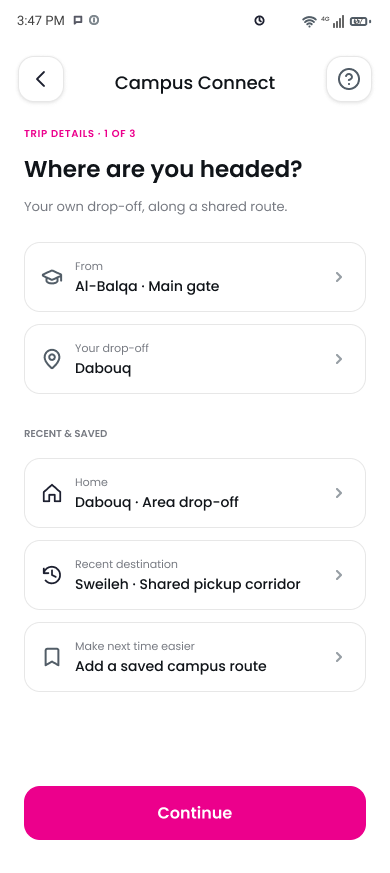 3:47 PM
4G
Campus Connect
TRIP DETAILS · 1 OF 3
Where are you headed?
Your own drop-off, along a shared route.
From
Al-Balqa · Main gate
Your drop-off
Dabouq
RECENT & SAVED
Home
Dabouq · Area drop-off
Recent destination
Sweileh · Shared pickup corridor
Make next time easier
Add a saved campus route
Continue